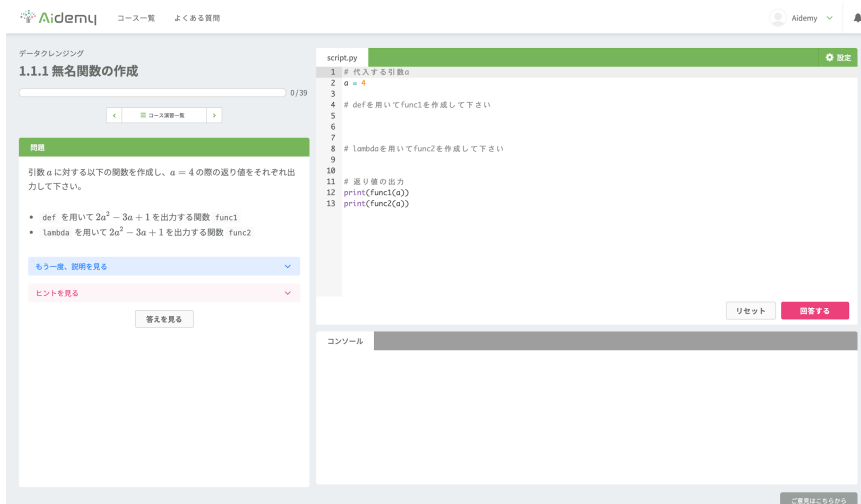 Aidemy コース一覧 よくある質問 Aidemy
データクレンジング
1.1.1 無名関数の作成
0/39
コース演習一覧
問題
引数 a に対する以下の関数を作成し、a = 4 の際の返り値をそれぞれ出
力して下さい。
def を用いて 2a² − 3a + 1 を出力する関数 func1
lambda を用いて 2a² − 3a + 1 を出力する関数 func2
もう一度、説明を見る
ヒントを見る
答えを見る
script.py 設定
1 # 代入する引数a
2 a = 4
3
4 # defを用いてfunc1を作成して下さい
5
6
7
8 # lambdaを用いてfunc2を作成して下さい
9
10
11 # 返り値の出力
12 print(func1(a))
13 print(func2(a))
リセット 回答する
コンソール
ご意見はこちらから